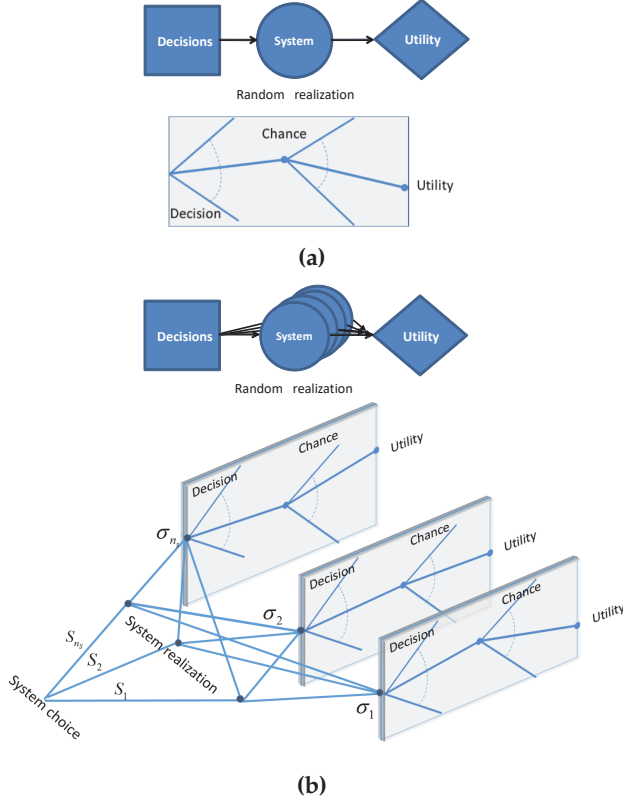 Decisions
System
Utility
Random realization
Chance
Utility
Decision
(a)
Decisions
System
Utility
Random realization
Decision
Chance
Utility
σ_{n_s}
Decision
Chance
Utility
σ_2
Decision
Chance
Utility
σ_1
S_{n_s}
S_2
S_1
System realization
System choice
(b)